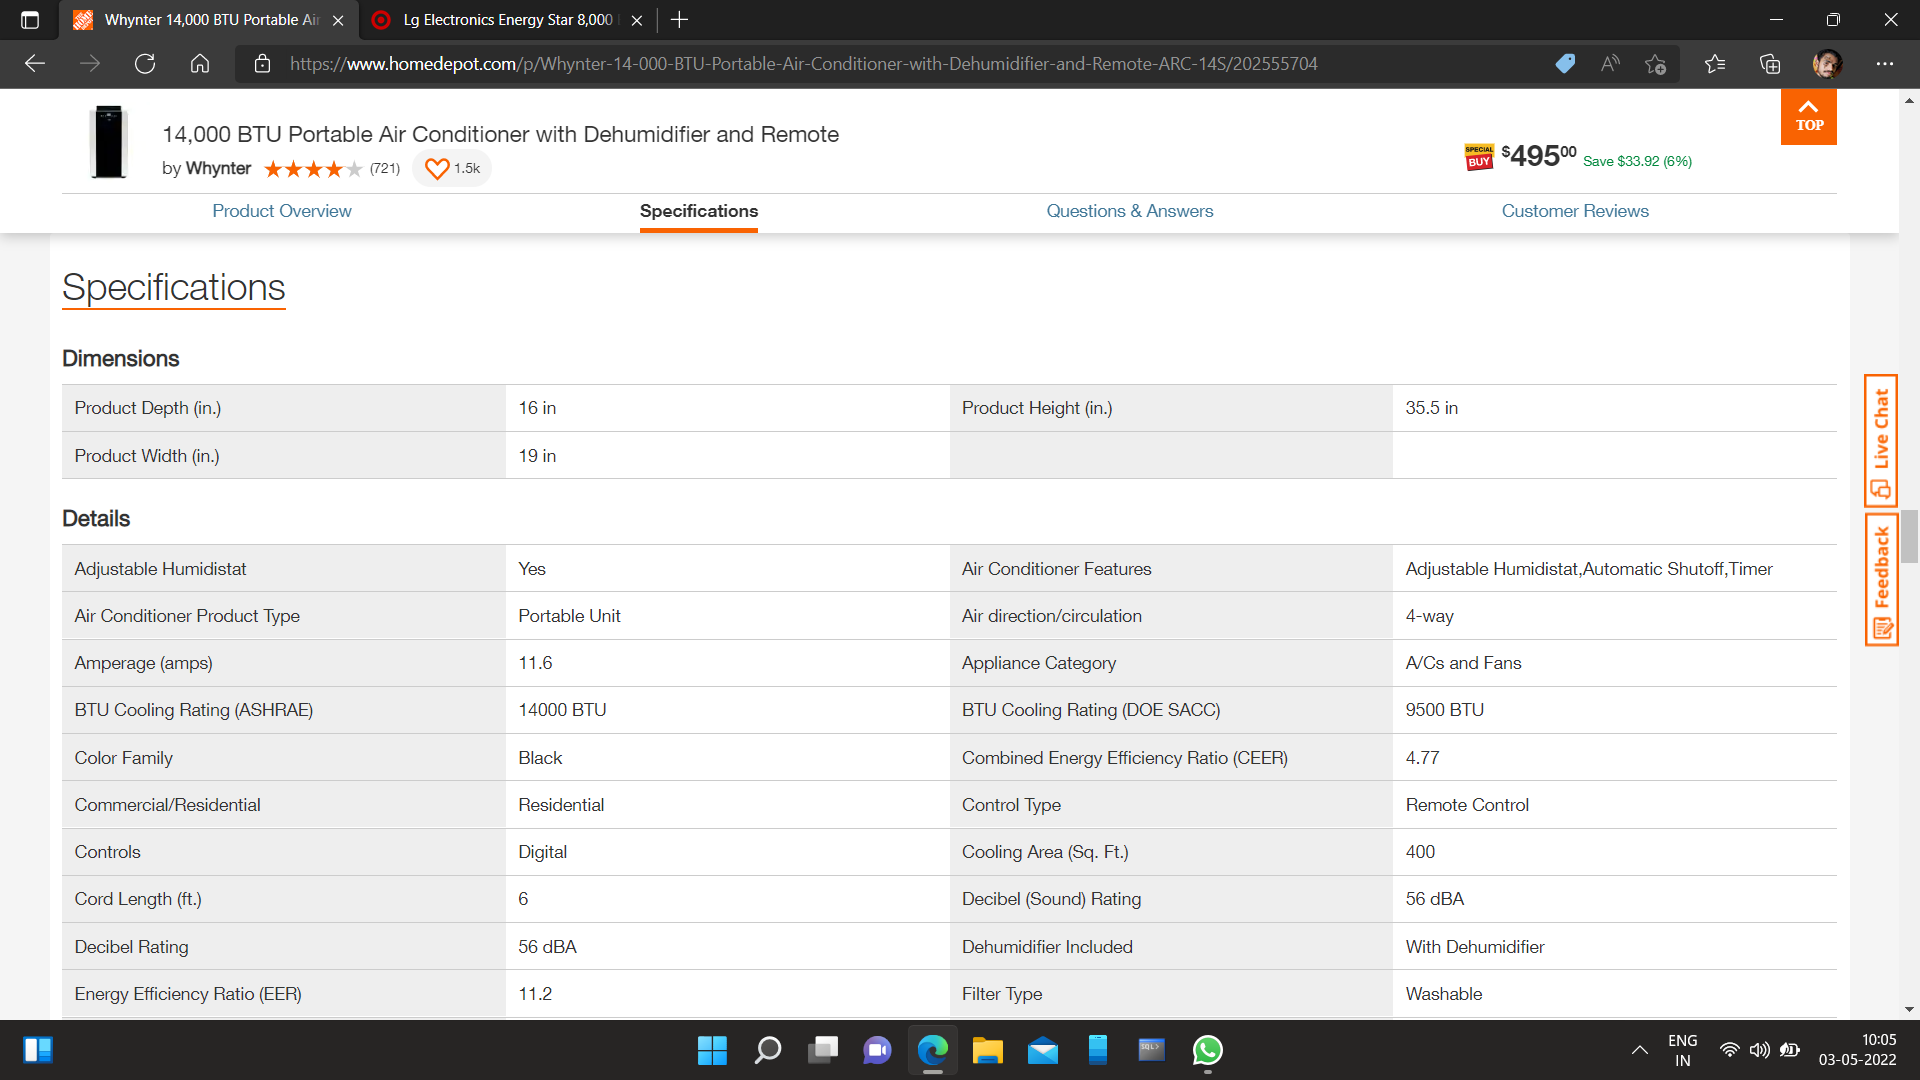 Whynter 14,000 BTU Portable Air
Lg Electronics Energy Star 8,000
https://www.homedepot.com/p/Whynter-14-000-BTU-Portable-Air-Conditioner-with-Dehumidifier-and-Remote-ARC-14S/202555704
14,000 BTU Portable Air Conditioner with Dehumidifier and Remote
by Whynter (721) 1.5k
SPECIAL BUY $495⁰⁰ Save $33.92 (6%)
TOP
Product Overview Specifications Questions & Answers Customer Reviews
Specifications
Dimensions
Product Depth (in.) 16 in Product Height (in.) 35.5 in
Product Width (in.) 19 in
Details
Adjustable Humidistat Yes Air Conditioner Features Adjustable Humidistat,Automatic Shutoff,Timer
Air Conditioner Product Type Portable Unit Air direction/circulation 4-way
Amperage (amps) 11.6 Appliance Category A/Cs and Fans
BTU Cooling Rating (ASHRAE) 14000 BTU BTU Cooling Rating (DOE SACC) 9500 BTU
Color Family Black Combined Energy Efficiency Ratio (CEER) 4.77
Commercial/Residential Residential Control Type Remote Control
Controls Digital Cooling Area (Sq. Ft.) 400
Cord Length (ft.) 6 Decibel (Sound) Rating 56 dBA
Decibel Rating 56 dBA Dehumidifier Included With Dehumidifier
Energy Efficiency Ratio (EER) 11.2 Filter Type Washable
Live Chat
Feedback
SQL>
ENG
IN
10:05
03-05-2022